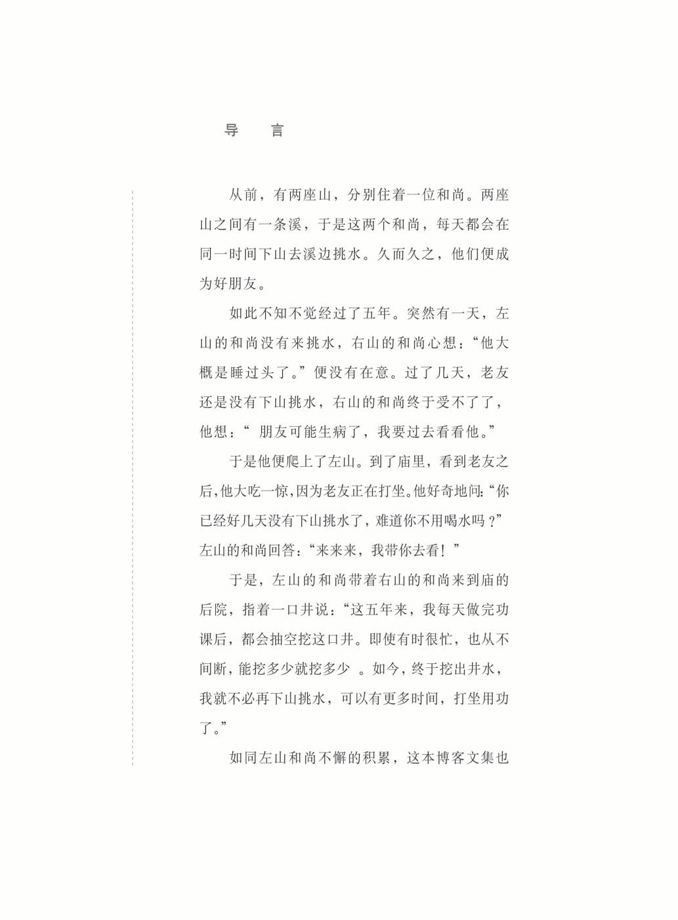 导 言
从前，有两座山，分别住着一位和尚。两座
山之间有一条溪，于是这两个和尚，每天都会在
同一时间下山去溪边挑水。久而久之，他们便成
为好朋友。
如此不知不觉经过了五年。突然有一天，左
山的和尚没有来挑水，右山的和尚心想：“他大
概是睡过头了。”便没有在意。过了几天，老友
还是没有下山挑水，右山的和尚终于受不了了，
他想：“ 朋友可能生病了，我要过去看看他。”
于是他便爬上了左山。到了庙里，看到老友之
后，他大吃一惊，因为老友正在打坐。他好奇地问：“你
已经好几天没有下山挑水了，难道你不用喝水吗？”
左山的和尚回答：“来来来，我带你去看！”
于是，左山的和尚带着右山的和尚来到庙的
后院，指着一口井说：“这五年来，我每天做完功
课后，都会抽空挖这口井。即使有时很忙，也从不
间断，能挖多少就挖多少 。如今，终于挖出井水，
我就不必再下山挑水，可以有更多时间，打坐用功
了。”
如同左山和尚不懈的积累，这本博客文集也